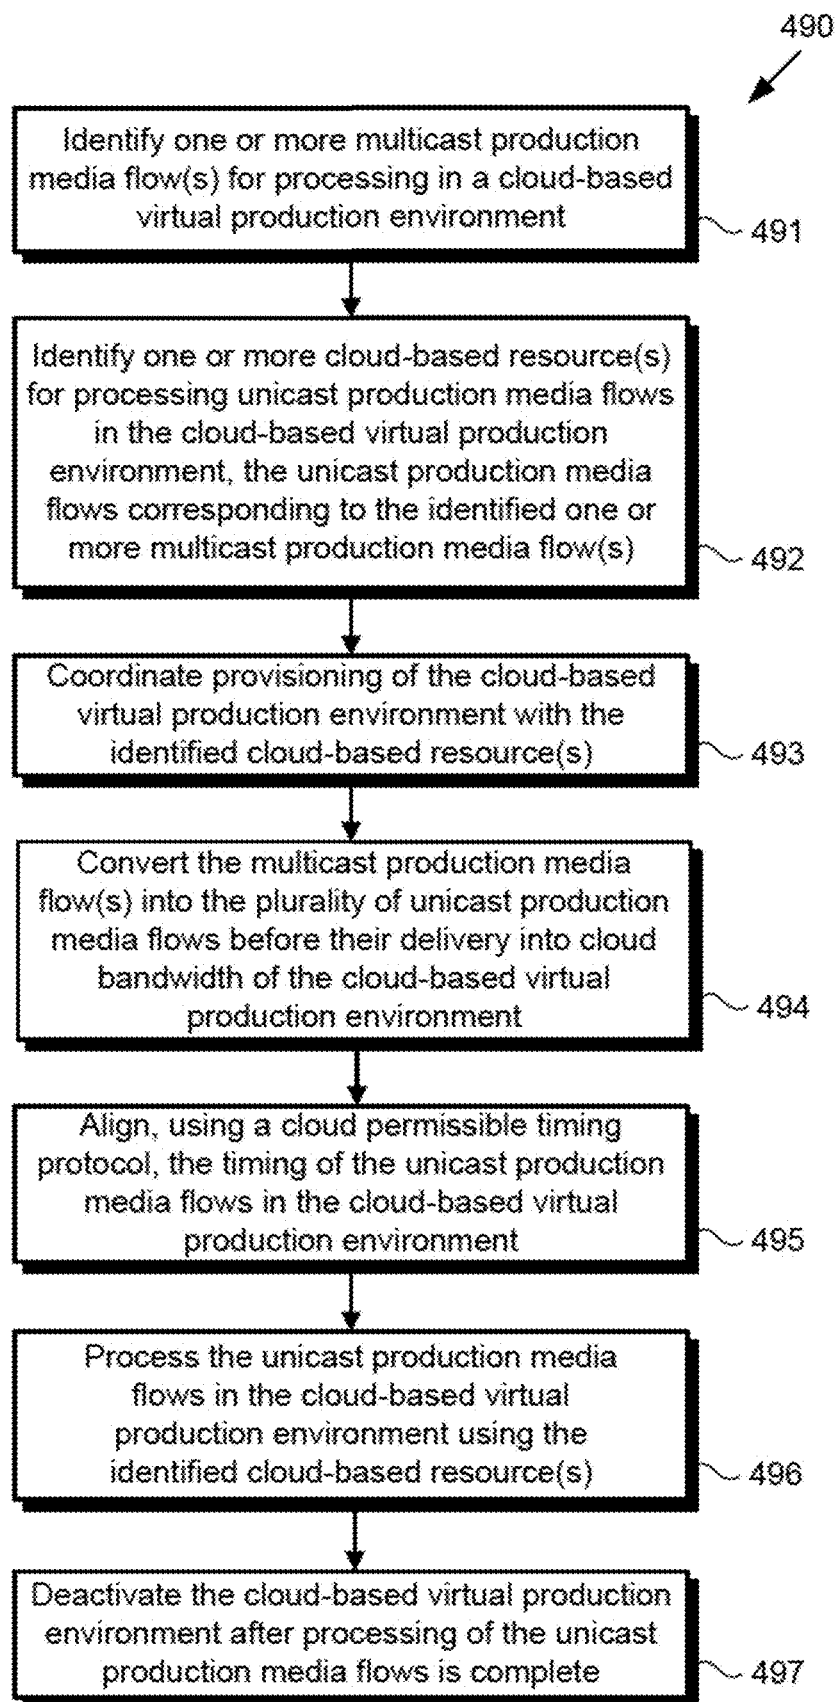 490
Identify one or more multicast production
media flow(s) for processing in a cloud-based
virtual production environment
491
Identify one or more cloud-based resource(s)
for processing unicast production media flows
in the cloud-based virtual production
environment, the unicast production media
flows corresponding to the identified one or
more multicast production media flow(s)
492
Coordinate provisioning of the cloud-based
virtual production environment with the
identified cloud-based resource(s)
493
Convert the multicast production media
flow(s) into the plurality of unicast production
media flows before their delivery into cloud
bandwidth of the cloud-based virtual
production environment
494
Align, using a cloud permissible timing
protocol, the timing of the unicast production
media flows in the cloud-based virtual
production environment
495
Process the unicast production media
flows in the cloud-based virtual
production environment using the
identified cloud-based resource(s)
496
Deactivate the cloud-based virtual production
environment after processing of the unicast
production media flows is complete
497